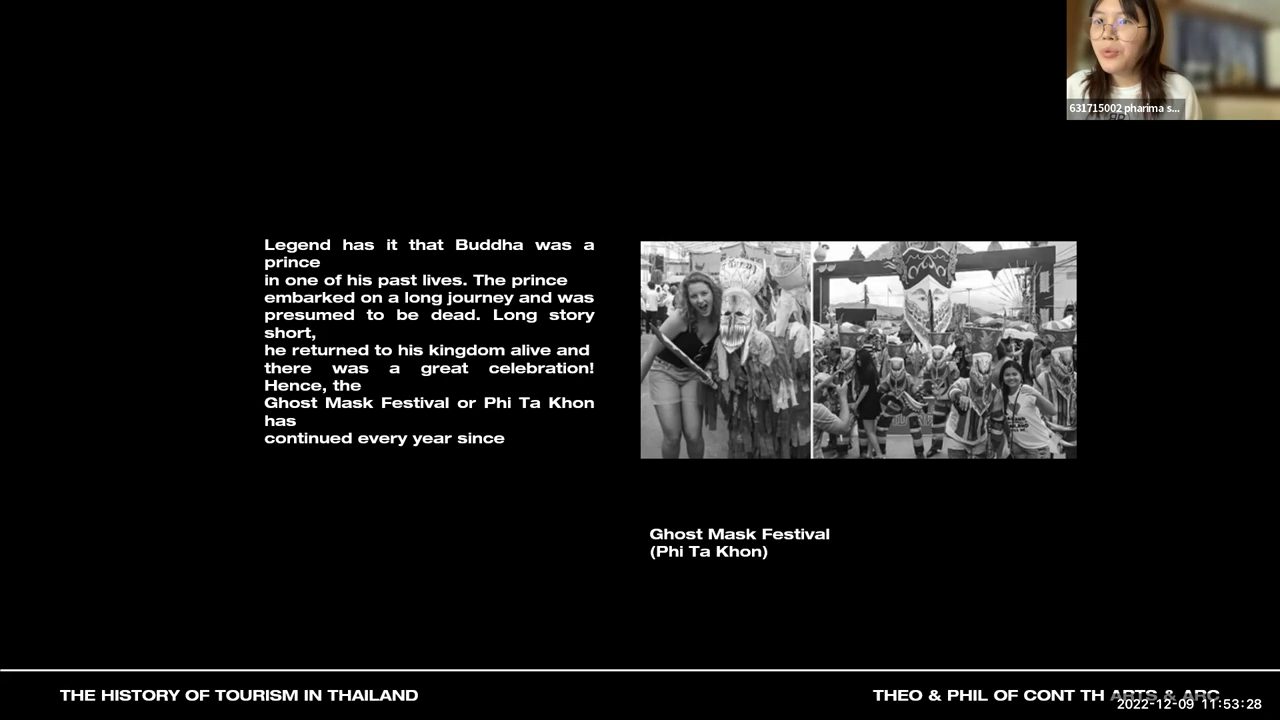 631715002 pharima s...
Legend has it that Buddha was a
prince
in one of his past lives. The prince
embarked on a long journey and was
presumed to be dead. Long story
short,
he returned to his kingdom alive and
there was a great celebration!
Hence, the
Ghost Mask Festival or Phi Ta Khon
has
continued every year since
Ghost Mask Festival
(Phi Ta Khon)
THE HISTORY OF TOURISM IN THAILAND
THEO & PHIL OF CONT TH ARTS & ARC
2022-12-09 11:53:28